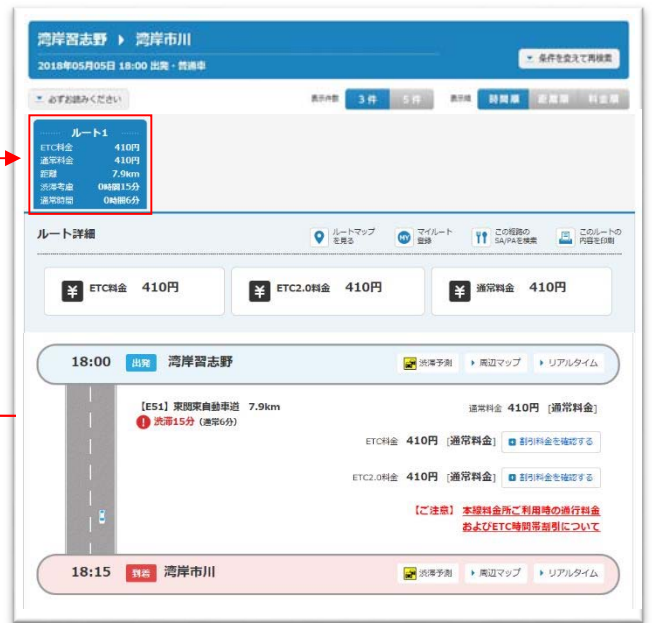 湾岸習志野 ▶ 湾岸市川
2018年05月05日 18:00 出発・普通車
条件を変えて再検索
必ずお読みください
表示件数 3件 5件 表示順 時間順 距離順 料金順
ルート1
ETC料金 410円
通常料金 410円
距離 7.9km
渋滞考慮 0時間15分
通常時間 0時間6分
ルート詳細
ルートマップを見る
MY マイルート登録
この経路のSA/PAを検索
このルートの内容を印刷
¥ ETC料金 410円
¥ ETC2.0料金 410円
¥ 通常料金 410円
18:00 出発 湾岸習志野 渋滞予測 周辺マップ リアルタイム
【E51】東関東自動車道 7.9km
渋滞15分 (通常6分)
通常料金 410円 [通常料金]
ETC料金 410円 [通常料金] 割引料金を確認する
ETC2.0料金 410円 [通常料金] 割引料金を確認する
【ご注意】 本線料金所ご利用時の通行料金
およびETC時間帯割引について
18:15 到着 湾岸市川 渋滞予測 周辺マップ リアルタイム